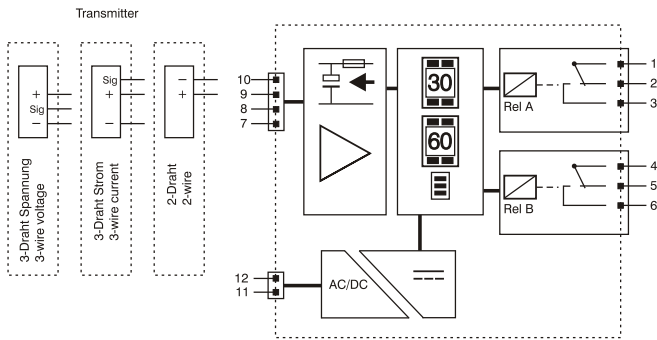 Transmitter
+
Sig
−
3-Draht Spannung
3-wire voltage
Sig
+
−
3-Draht Strom
3-wire current
−
+
2-Draht
2-wire
10
9
8
7
30
60
Rel A
1
2
3
Rel B
4
5
6
12
11
AC/DC